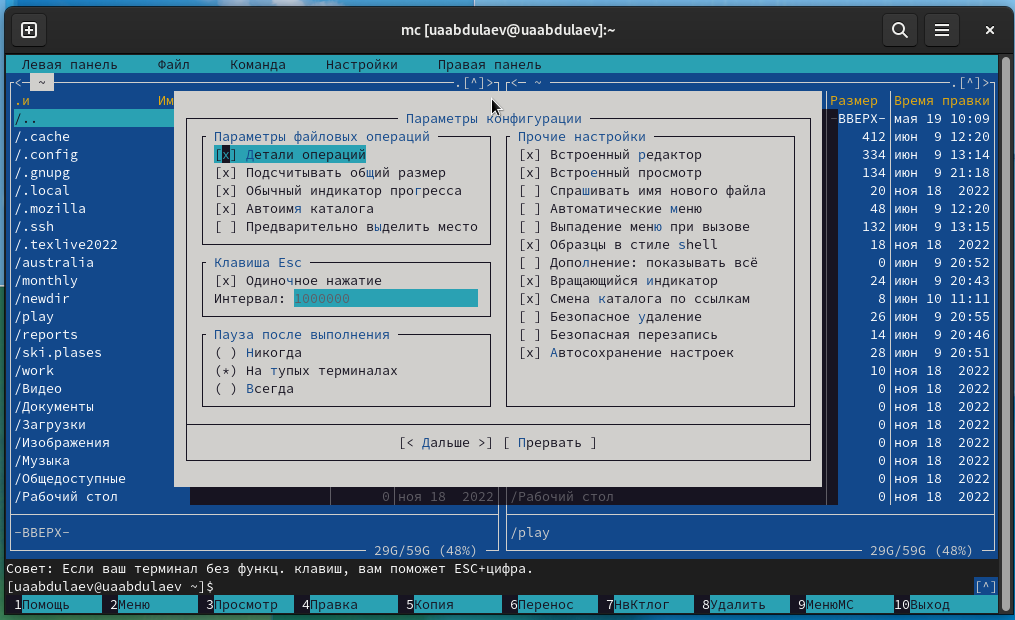 mc [uaabdulaev@uaabdulaev]:~
Левая панель Файл Команда Настройки Правая панель
<— ~ .[^]> <— ~ .[^]>
.и Им Размер Время правки
/.. -ВВЕРХ- мая 19 10:09
/.cache 412 июн 9 12:20
/.config 334 июн 9 13:14
/.gnupg 134 июн 9 21:18
/.local 20 ноя 18 2022
/.mozilla 48 июн 9 12:20
/.ssh 132 июн 9 13:15
/.texlive2022 18 ноя 18 2022
/australia 0 июн 9 20:52
/monthly 24 июн 9 20:43
/newdir 8 июн 10 11:11
/play 26 июн 9 20:55
/reports 14 июн 9 20:46
/ski.plases 28 июн 9 20:51
/work 10 ноя 18 2022
/Видео 0 ноя 18 2022
/Документы 0 ноя 18 2022
/Загрузки 0 ноя 18 2022
/Изображения 0 ноя 18 2022
/Музыка 0 ноя 18 2022
/Общедоступные 0 ноя 18 2022
/Рабочий стол 0 ноя 18 2022 /Рабочий стол 0 ноя 18 2022
Параметры конфигурации
Параметры файловых операций
[x] Детали операций
[x] Подсчитывать общий размер
[x] Обычный индикатор прогресса
[x] Автоимя каталога
[ ] Предварительно выделить место
Клавиша Esc
[x] Одиночное нажатие
Интервал: 1000000
Пауза после выполнения
( ) Никогда
(*) На тупых терминалах
( ) Всегда
Прочие настройки
[x] Встроенный редактор
[x] Встроенный просмотр
[ ] Спрашивать имя нового файла
[ ] Автоматические меню
[ ] Выпадение меню при вызове
[x] Образцы в стиле shell
[ ] Дополнение: показывать всё
[x] Вращающийся индикатор
[x] Смена каталога по ссылкам
[ ] Безопасное удаление
[ ] Безопасная перезапись
[x] Автосохранение настроек
[< Дальше >] [ Прервать ]
-ВВЕРХ- /play
29G/59G (48%) 29G/59G (48%)
Совет: Если ваш терминал без функц. клавиш, вам поможет ESC+цифра.
[uaabdulaev@uaabdulaev ~]$ [^]
1Помощь 2Меню 3Просмотр 4Правка 5Копия 6Перенос 7НвКтлог 8Удалить 9МенюMC 10Выход